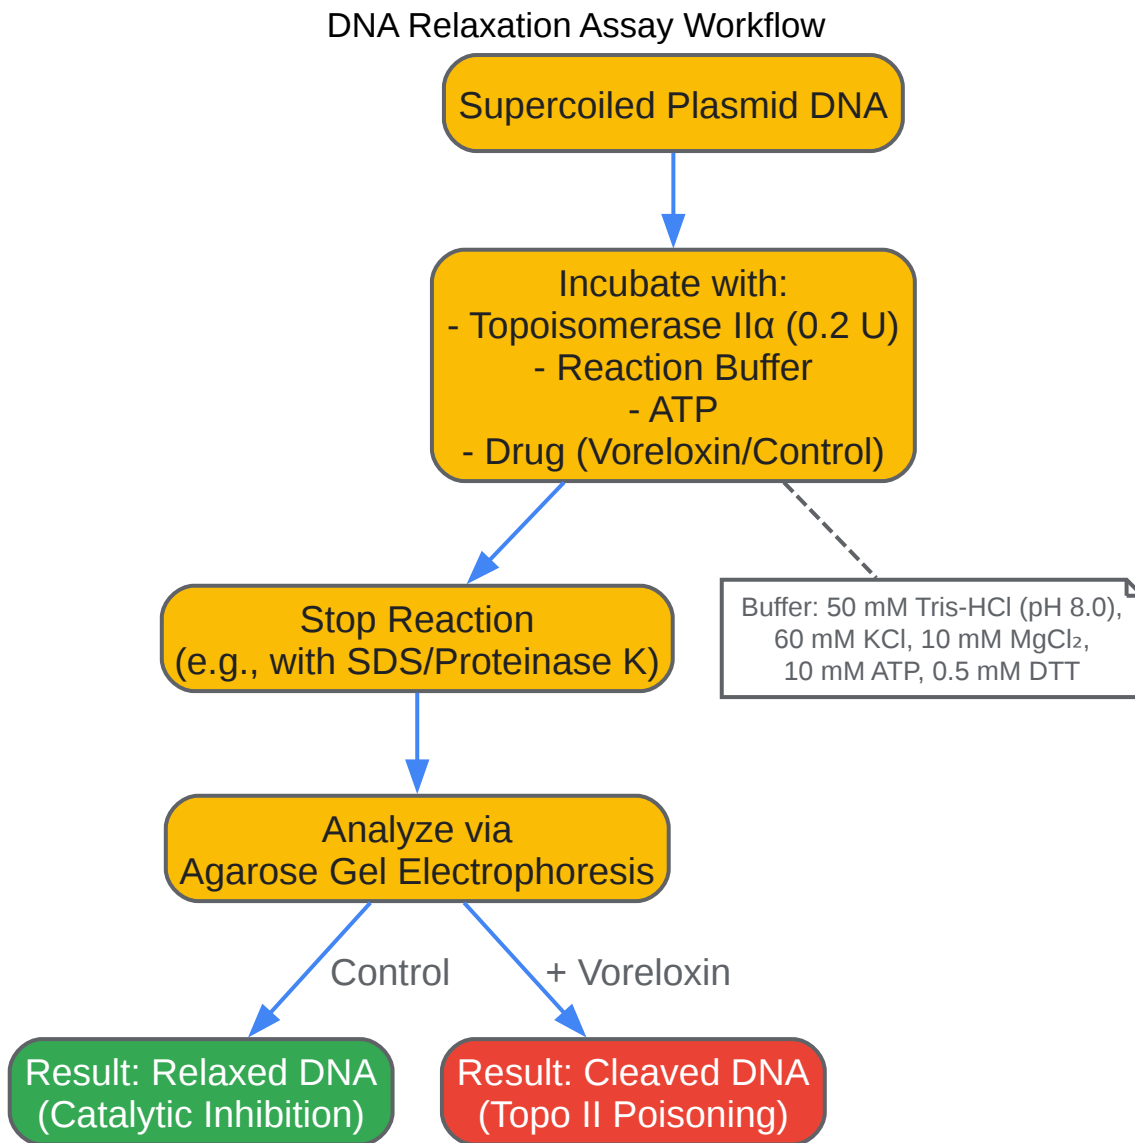 DNA Relaxation Assay Workflow
Supercoiled Plasmid DNA
Incubate with:
- Topoisomerase IIα (0.2 U)
- Reaction Buffer
- ATP
- Drug (Voreloxin/Control)
Stop Reaction
(e.g., with SDS/Proteinase K)
Buffer: 50 mM Tris-HCl (pH 8.0),
60 mM KCl, 10 mM MgCl₂,
10 mM ATP, 0.5 mM DTT
Analyze via
Agarose Gel Electrophoresis
Control
+ Voreloxin
Result: Relaxed DNA
(Catalytic Inhibition)
Result: Cleaved DNA
(Topo II Poisoning)